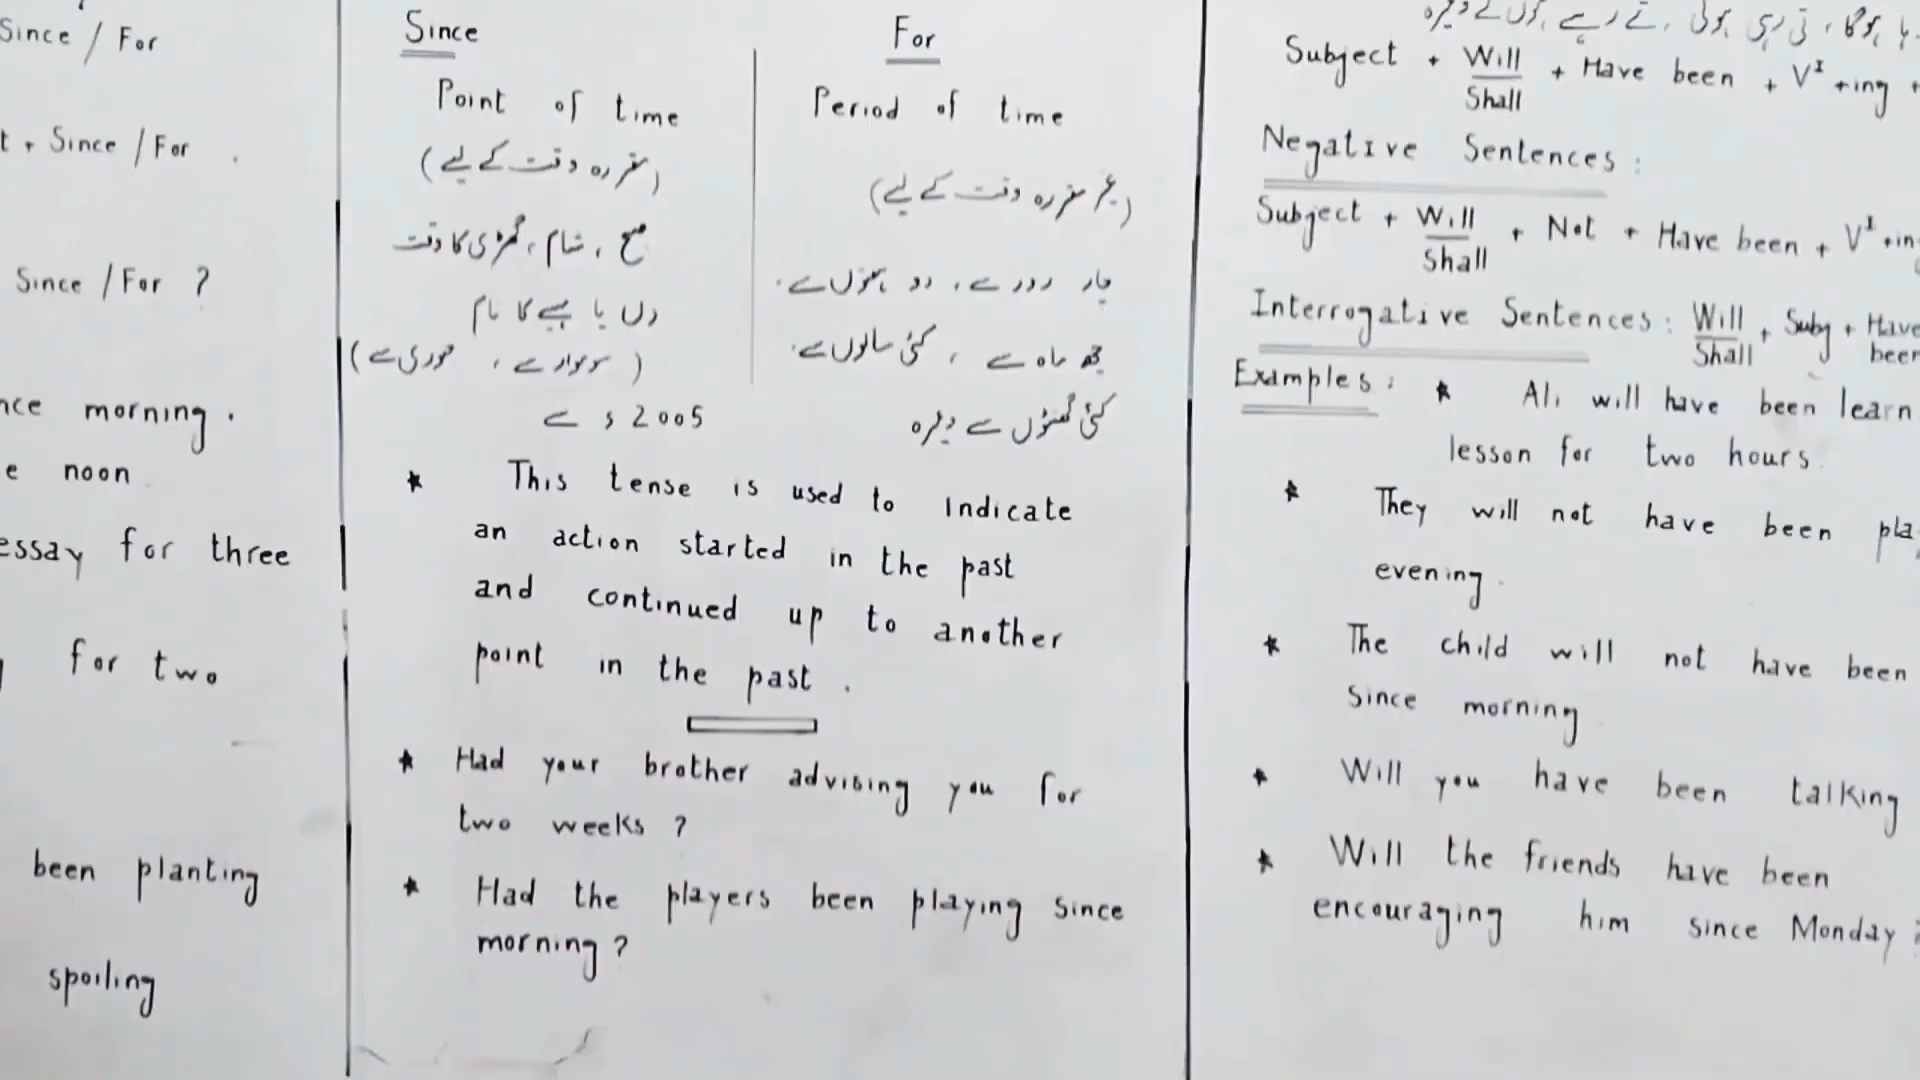 Since / For
t + Since / For .
Since / For ?
nce morning .
e noon
essay for three
for two
been planting
spoiling
Since
Point of time
(مقررہ وقت کے لیے)
صبح ، شام ، گھڑی کا وقت
دن یا مہینے کا نام
(سوموار سے ، جنوری سے)
2005 ء سے
For
Period of time
(غیر مقررہ وقت کے لیے)
چار روز سے ، دو ہفتوں سے .
چھ ماہ سے ، کئی سالوں سے .
کئی گھنٹوں سے وغیرہ
* This tense is used to indicate
an action started in the past
and continued up to another
point in the past .
* Had your brother advising you for
two weeks ?
* Had the players been playing since
morning ?
Subject + Will/Shall + Have been + V¹ +ing +
Negative Sentences :
Subject + Will/Shall + Not + Have been + V¹ +in
Interrogative Sentences : Will/Shall + Subj + Have been
Examples : * Ali will have been learn
lesson for two hours.
* They will not have been pla
evening .
* The child will not have been
Since morning
* Will you have been talking
* Will the friends have been
encouraging him since Monday ?